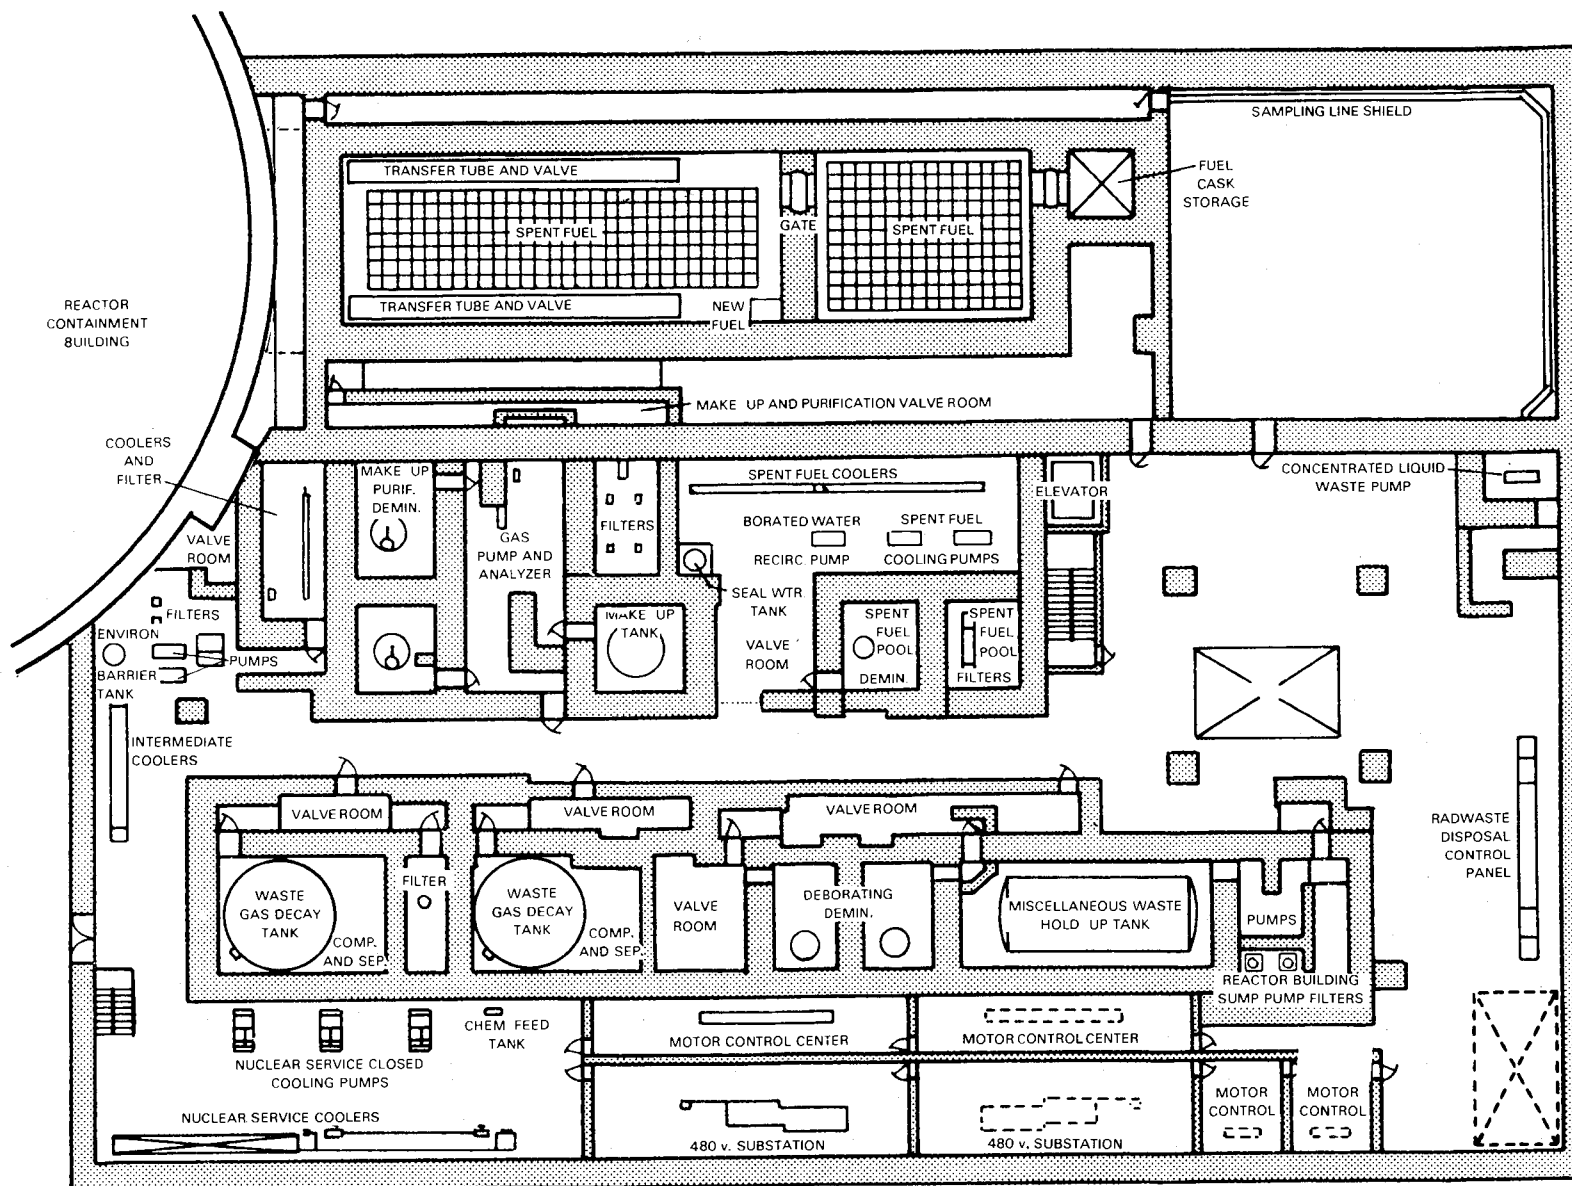 SAMPLING LINE SHIELD
TRANSFER TUBE AND VALVE
FUEL
CASK
STORAGE
GATE
SPENT FUEL
SPENT FUEL
REACTOR
CONTAINMENT
BUILDING
TRANSFER TUBE AND VALVE
NEW
FUEL
MAKE UP AND PURIFICATION VALVE ROOM
COOLERS
AND
FILTER
MAKE UP
PURIF.
DEMIN.
SPENT FUEL COOLERS
CONCENTRATED LIQUID
WASTE PUMP
ELEVATOR
VALVE
ROOM
GAS
PUMP AND
ANALYZER
FILTERS
BORATED WATER
RECIRC. PUMP
SPENT FUEL
COOLING PUMPS
SEAL WTR.
TANK
FILTERS
ENVIRON
BARRIER
TANK
PUMPS
MAKE UP
TANK
VALVE
ROOM
SPENT
FUEL
POOL
DEMIN.
SPENT
FUEL
POOL
FILTERS
INTERMEDIATE
COOLERS
VALVE ROOM
VALVE ROOM
VALVE ROOM
RADWASTE
DISPOSAL
CONTROL
PANEL
WASTE
GAS DECAY
TANK
COMP.
AND SEP.
FILTER
WASTE
GAS DECAY
TANK
COMP.
AND SEP.
VALVE
ROOM
DEBORATING
DEMIN.
MISCELLANEOUS WASTE
HOLD UP TANK
PUMPS
REACTOR BUILDING
SUMP PUMP FILTERS
CHEM FEED
TANK
NUCLEAR SERVICE CLOSED
COOLING PUMPS
MOTOR CONTROL CENTER
MOTOR CONTROL CENTER
NUCLEAR SERVICE COOLERS
480 v. SUBSTATION
480 v. SUBSTATION
MOTOR
CONTROL
MOTOR
CONTROL